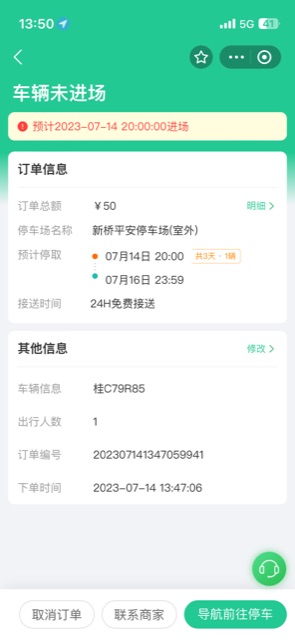 13:50
5G 41
车辆未进场
预计2023-07-14 20:00:00进场
订单信息
订单总额 ￥50 明细
停车场名称 新桥平安停车场(室外)
预计停取 07月14日 20:00 共3天·1辆
07月16日 23:59
接送时间 24H免费接送
其他信息 修改
车辆信息 桂C79R85
出行人数 1
订单编号 202307141347059941
下单时间 2023-07-14 13:47:06
取消订单 联系商家 导航前往停车